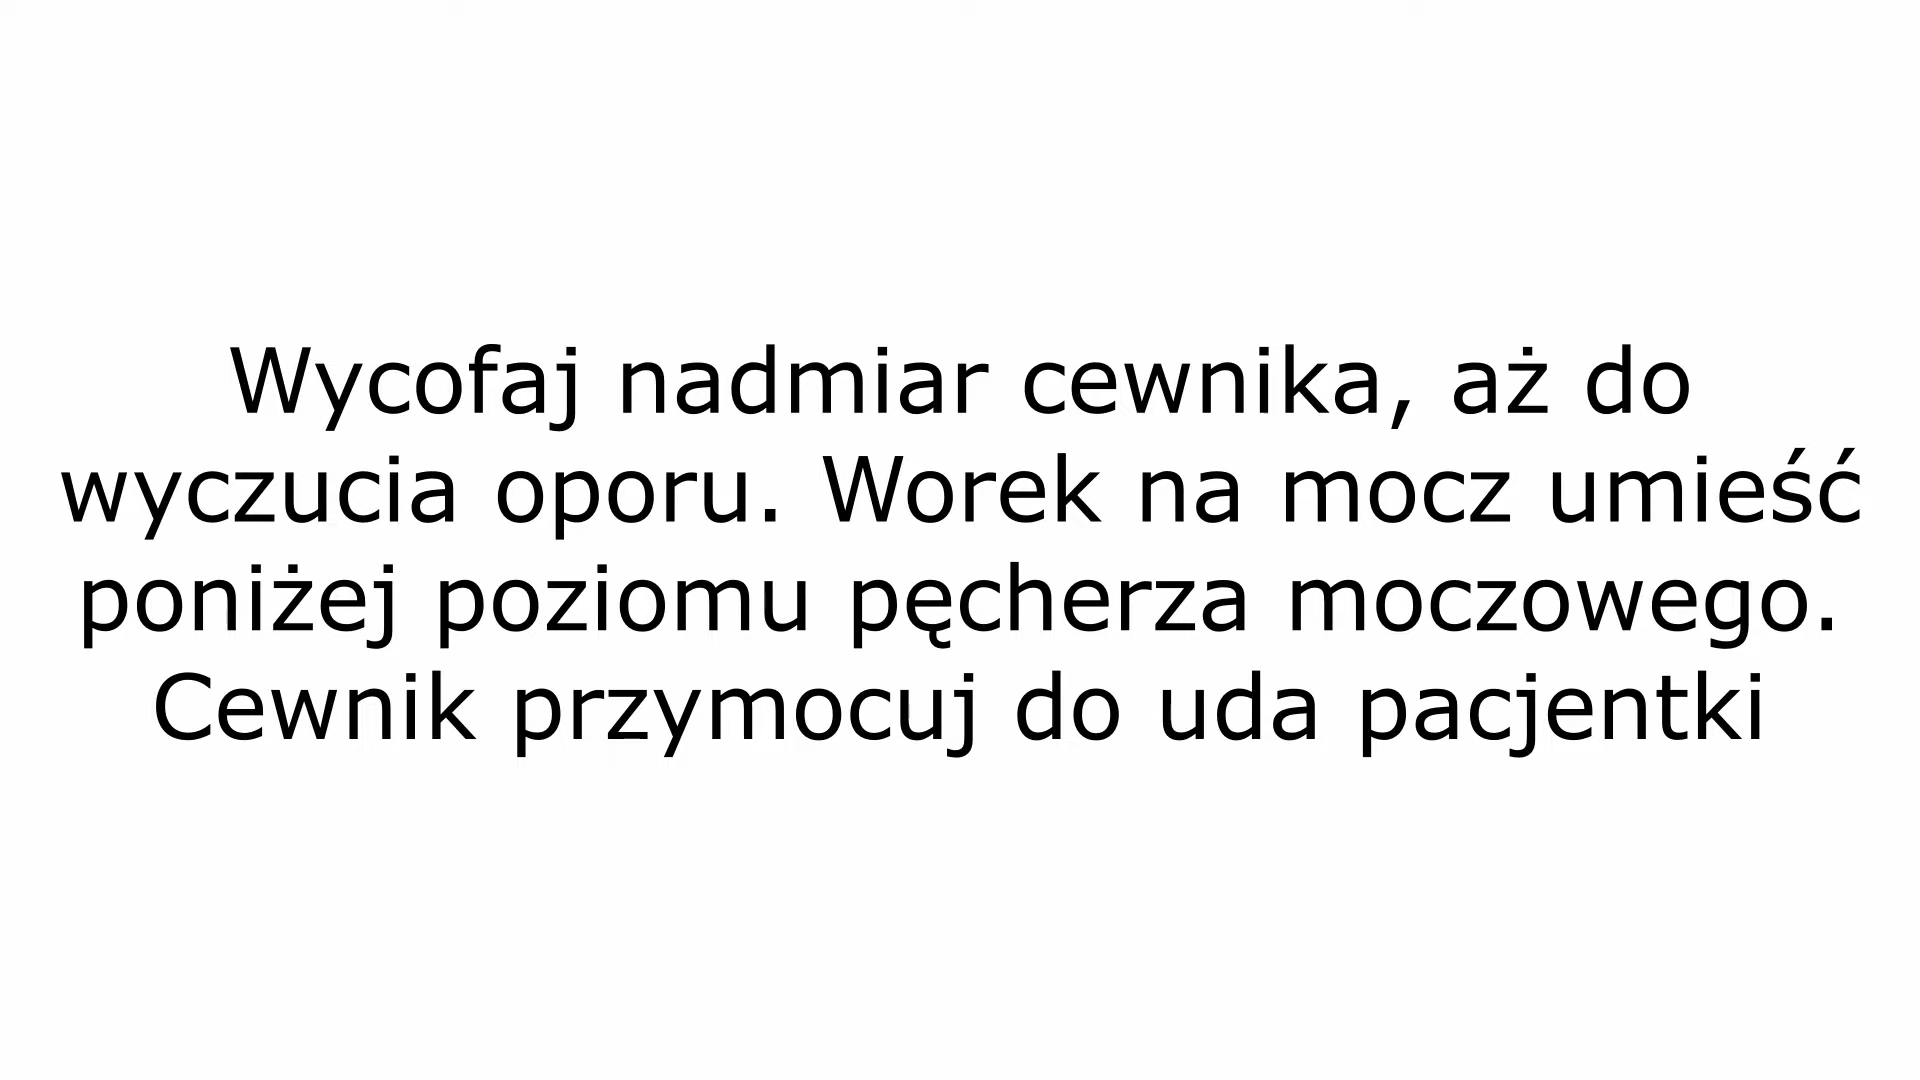 Wycofaj nadmiar cewnika, aż do
wyczucia oporu. Worek na mocz umieść
poniżej poziomu pęcherza moczowego.
Cewnik przymocuj do uda pacjentki